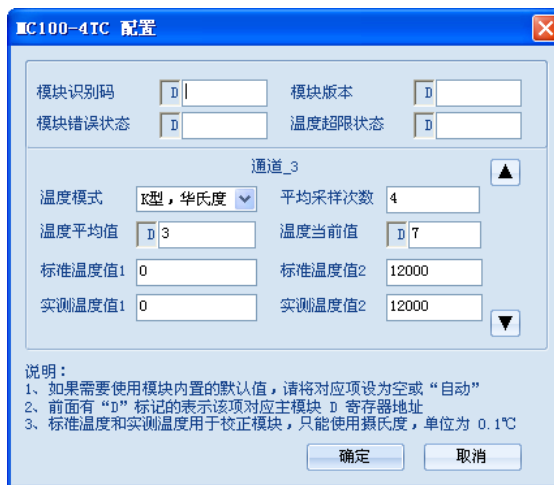 MC100-4TC 配置
模块识别码 D 模块版本 D
模块错误状态 D 温度超限状态 D
通道_3
温度模式 K型，华氏度 平均采样次数 4
温度平均值 D 3 温度当前值 D 7
标准温度值1 0 标准温度值2 12000
实测温度值1 0 实测温度值2 12000
说明：
1、如果需要使用模块内置的默认值，请将对应项设为空或“自动”
2、前面有“D”标记的表示该项对应主模块 D 寄存器地址
3、标准温度和实测温度用于校正模块，只能使用摄氏度，单位为 0.1℃
确定 取消